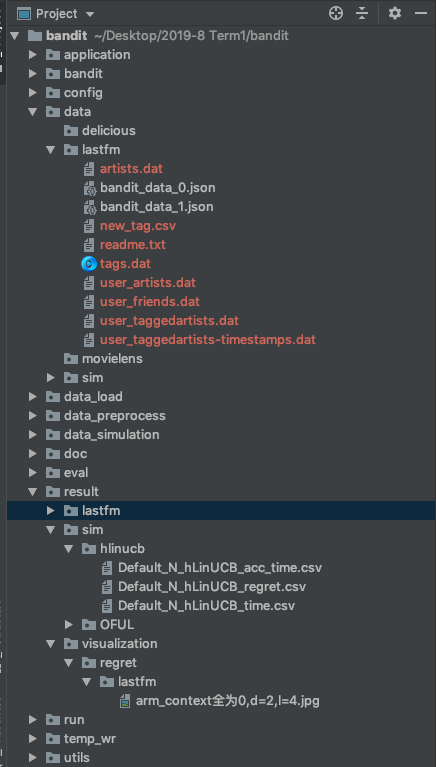 Project
bandit ~/Desktop/2019-8 Term1/bandit
application
bandit
config
data
delicious
lastfm
artists.dat
bandit_data_0.json
bandit_data_1.json
new_tag.csv
readme.txt
tags.dat
user_artists.dat
user_friends.dat
user_taggedartists.dat
user_taggedartists-timestamps.dat
movielens
sim
data_load
data_preprocess
data_simulation
doc
eval
result
lastfm
sim
hlinucb
Default_N_hLinUCB_acc_time.csv
Default_N_hLinUCB_regret.csv
Default_N_hLinUCB_time.csv
OFUL
visualization
regret
lastfm
arm_context全为0,d=2,l=4.jpg
run
temp_wr
utils